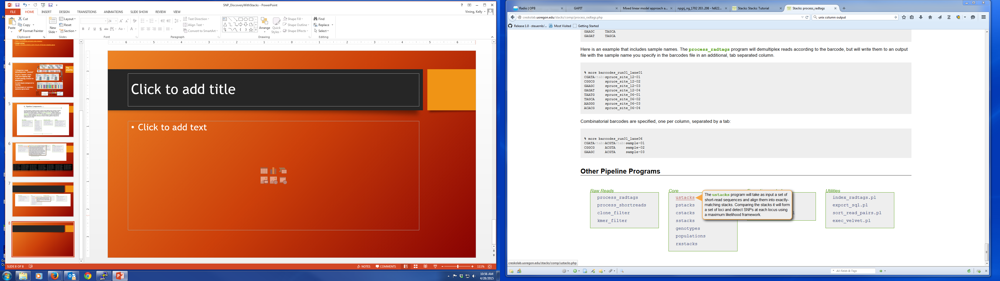 SNP_DiscoveryWithStacks - PowerPoint
FILE HOME INSERT DESIGN TRANSITIONS ANIMATIONS SLIDE SHOW REVIEW VIEW
Vining, Kelly
Paste
Cut
Copy
Format Painter
Clipboard
New
Slide
Layout
Reset
Section
Slides
24
Font
Text Direction
Align Text
Convert to SmartArt
Paragraph
Arrange
Quick
Styles
Shape Fill
Shape Outline
Shape Effects
Drawing
Find
Replace
Select
Editing
4
The pipeline
5
6
7
8
Click to add title
• Click to add text
SLIDE 8 OF 8
NOTES
COMMENTS
111%
10:56 AM
4/28/2015
Radio | OPB
GAPIT
Mixed linear model approach a...
npgrj_ng_1702 203..208 - fe922...
Stacks: Stacks: Tutorial
Stacks: process_radtags
creskolab.uoregon.edu/stacks/comp/process_radtags.php
unix column output
Release 1.0 · steuernb/...
Most Visited
Getting Started
GAAGC TAGCA
GAGAT TAGCA
Here is an example that includes sample names. The process_radtags program will demultiplex reads according to the barcode, but will write them to an output
file with the sample name you specify in the barcodes file in an additional, tab separated column.
% more barcodes_run01_lane01
CGATA<tab>spruce_site_12-01
CGGCG spruce_site_12-02
GAAGC spruce_site_12-03
GAGAT spruce_site_12-04
TAATG spruce_site_06-01
TAGCA spruce_site_06-02
AAGGG spruce_site_06-03
ACACG spruce_site_06-04
Combinatorial barcodes are specified, one per column, separated by a tab:
% more barcodes_run01_lane06
CGATA<tab>ACGTA<tab>sample-01
CGGCG ACGTA sample-02
GAAGC ACGTA sample-03
Other Pipeline Programs
Raw Reads
process_radtags
process_shortreads
clone_filter
kmer_filter
Core
ustacks
pstacks
cstacks
sstacks
genotypes
populations
rxstacks
The ustacks program will take as input a set of
short-read sequences and align them into exactly-
matching stacks. Comparing the stacks it will form
a set of loci and detect SNPs at each locus using
a maximum likelihood framework.
Utilities
index_radtags.pl
export_sql.pl
sort_read_pairs.pl
exec_velvet.pl
creskolab.uoregon.edu/stacks/comp/ustacks.php
All Fields & Tags